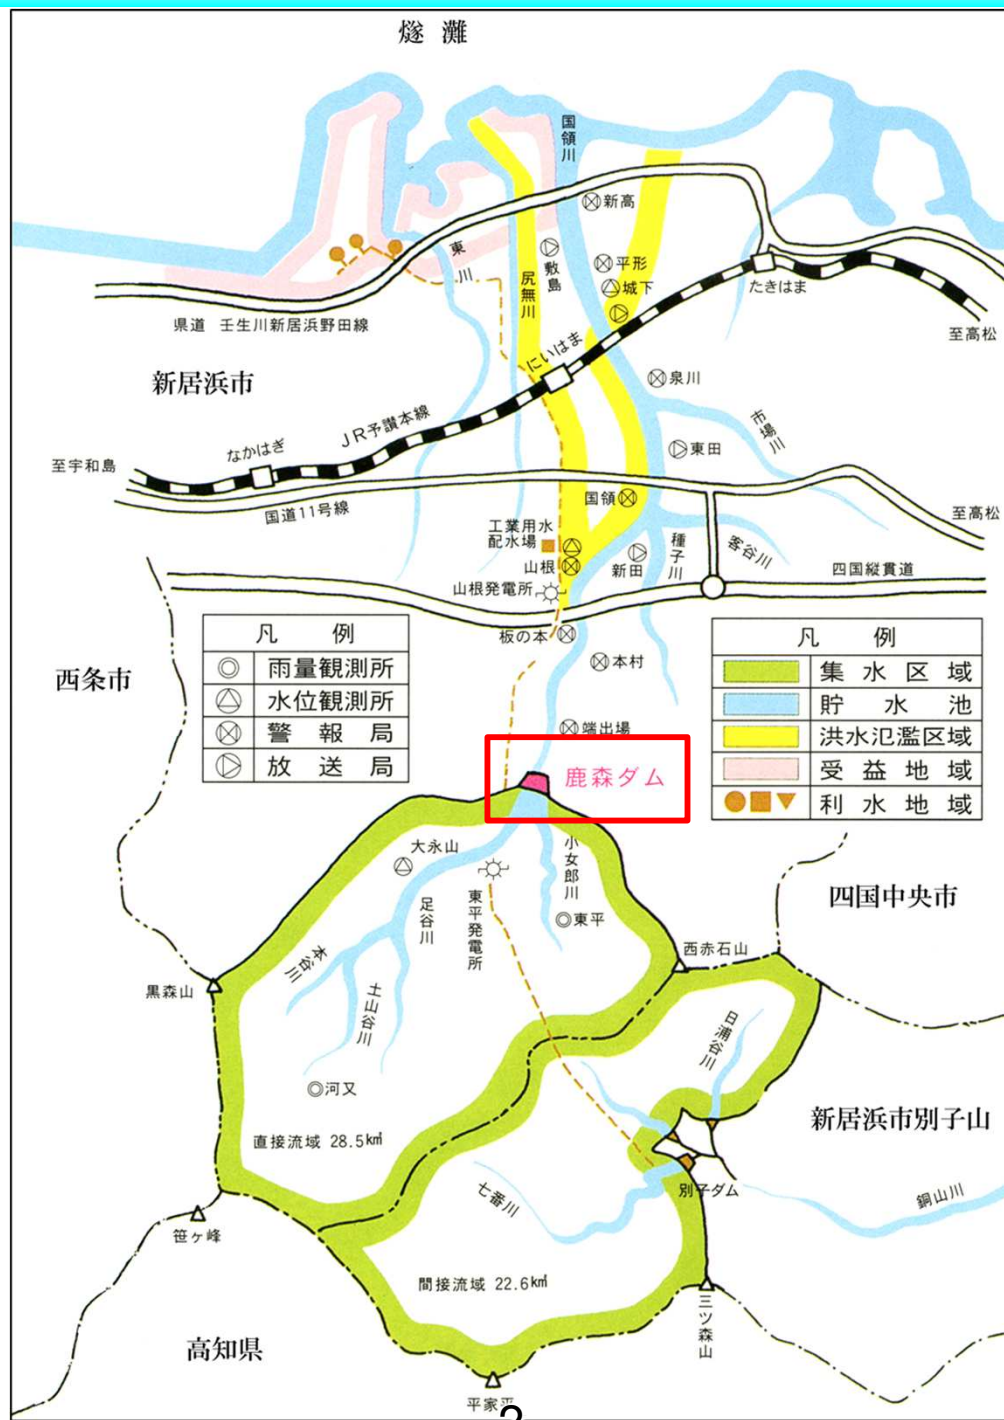 燧灘
国領川
新高
東川
敷島
平形
尻無川
城下
たきはま
県道 壬生川新居浜野田線
至高松
にいはま
新居浜市
泉川
市場川
JR予讃本線
なかはぎ
東田
至宇和島
国領
国道11号線
至高松
工業用水
配水場
種子川
客谷川
山根
新田
四国縦貫道
山根発電所
板の本
本村
凡例
雨量観測所
水位観測所
警報局
放送局
西条市
凡例
集水区域
貯水池
洪水氾濫区域
受益地域
利水地域
端出場
鹿森ダム
大永山
小女郎川
足谷川
東平発電所
東平
四国中央市
本谷川
西赤石山
黒森山
土山谷川
日浦谷川
河又
新居浜市別子山
直接流域 28.5km²
別子ダム
七番川
銅山川
笹ヶ峰
間接流域 22.6km²
三ツ森山
高知県
平家平
2